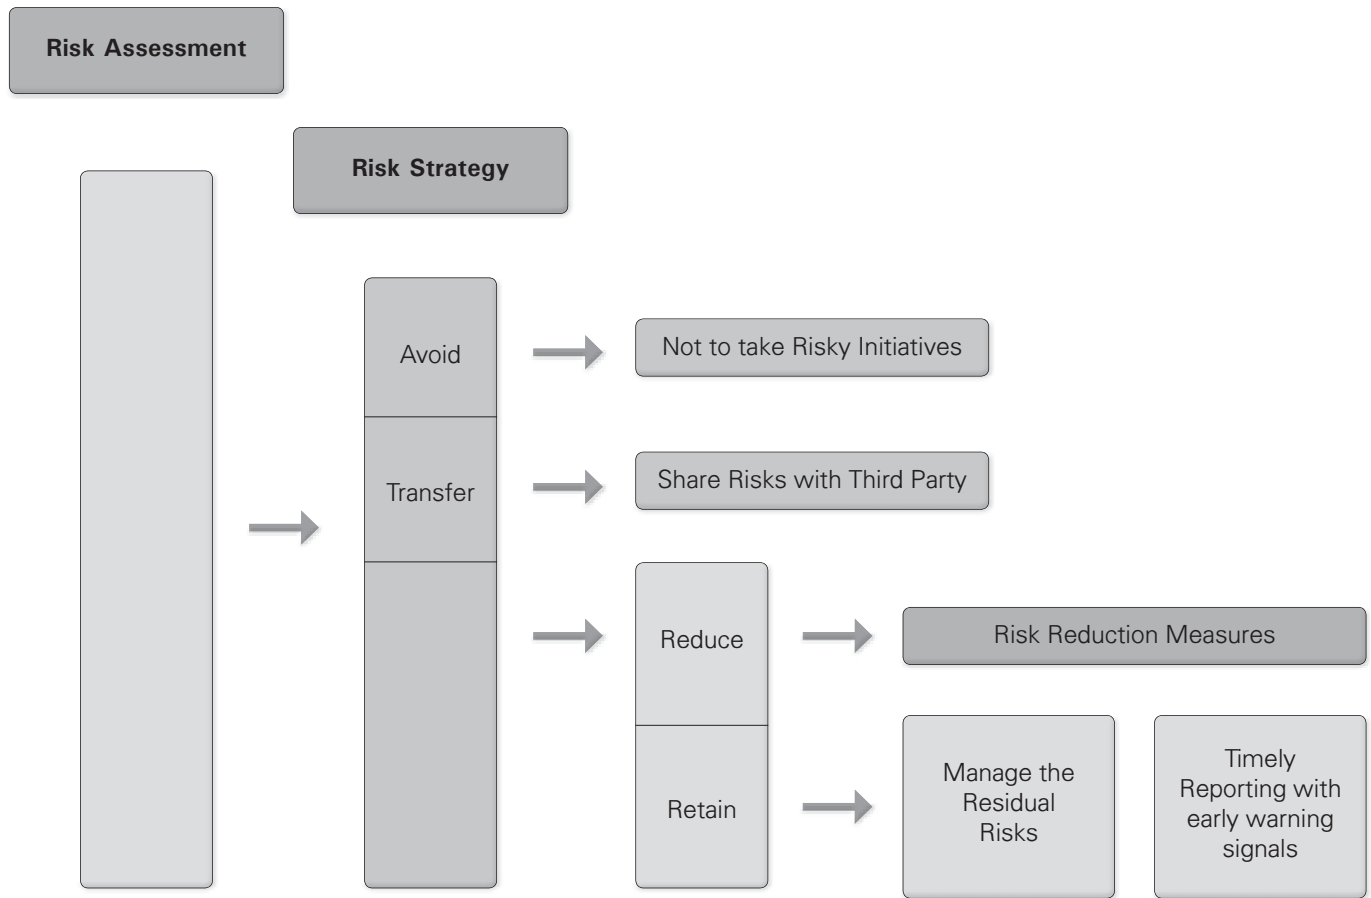 Risk Assessment
Risk Strategy
Avoid
Not to take Risky Initiatives
Transfer
Share Risks with Third Party
Reduce
Risk Reduction Measures
Retain
Manage the
Residual
Risks
Timely
Reporting with
early warning
signals